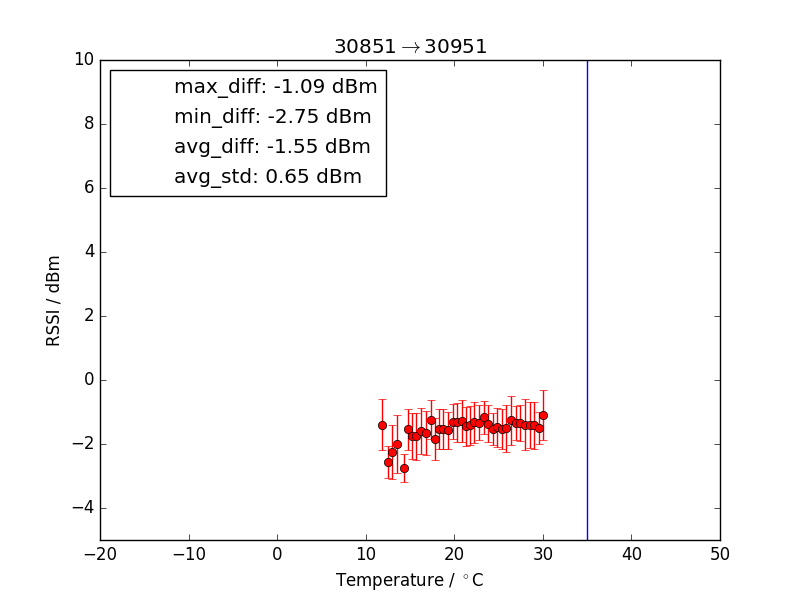 30851→30951
max_diff: -1.09 dBm
min_diff: -2.75 dBm
avg_diff: -1.55 dBm
avg_std: 0.65 dBm
10
8
6
4
2
0
−2
−4
RSSI / dBm
−20 −10 0 10 20 30 40 50
Temperature / °C